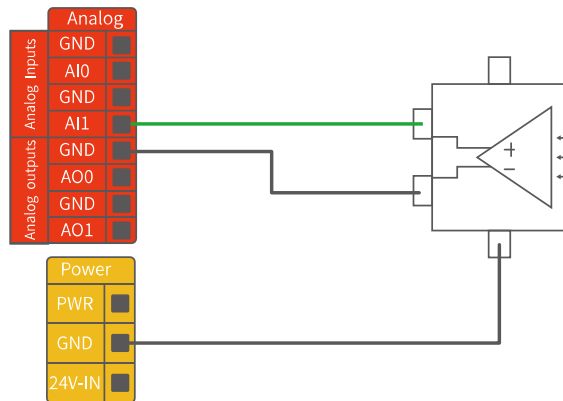 Analog
Analog Inputs
GND
AI0
GND
AI1
Analog outputs
GND
AO0
GND
AO1
+
−
Power
PWR
GND
24V-IN